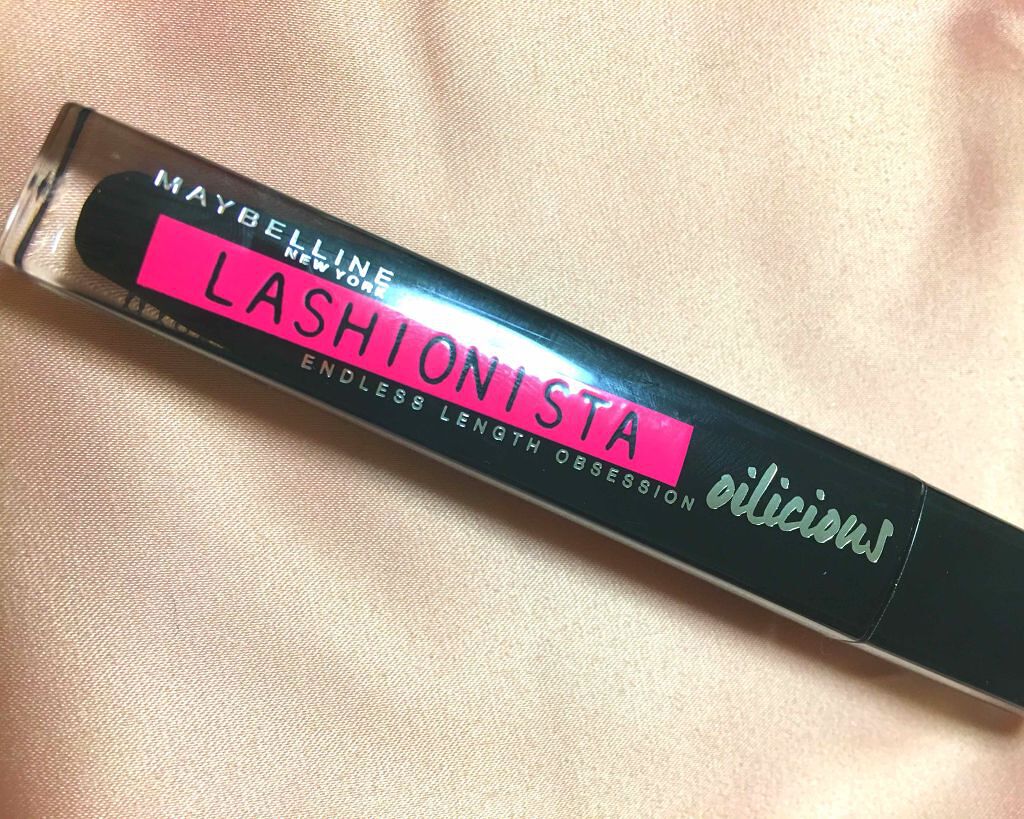 MAYBELLINE
NEW YORK
LASHIONISTA
ENDLESS LENGTH OBSESSION
oilicious